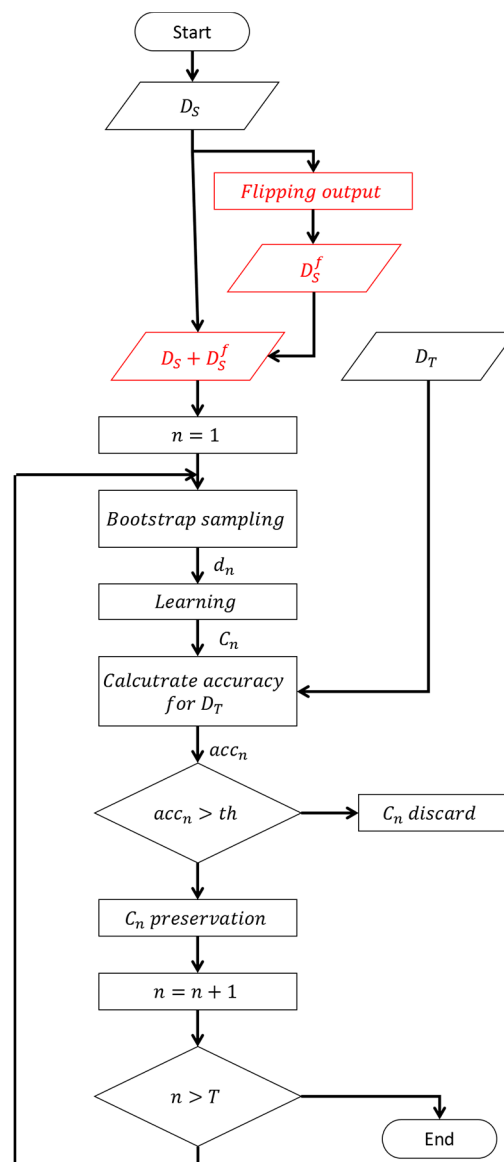 Start
D_S
Flipping output
D_S^f
D_S + D_S^f
D_T
n = 1
Bootstrap sampling
d_n
Learning
C_n
Calcutrate accuracy
for D_T
acc_n
acc_n > th
C_n discard
C_n preservation
n = n + 1
n > T
End